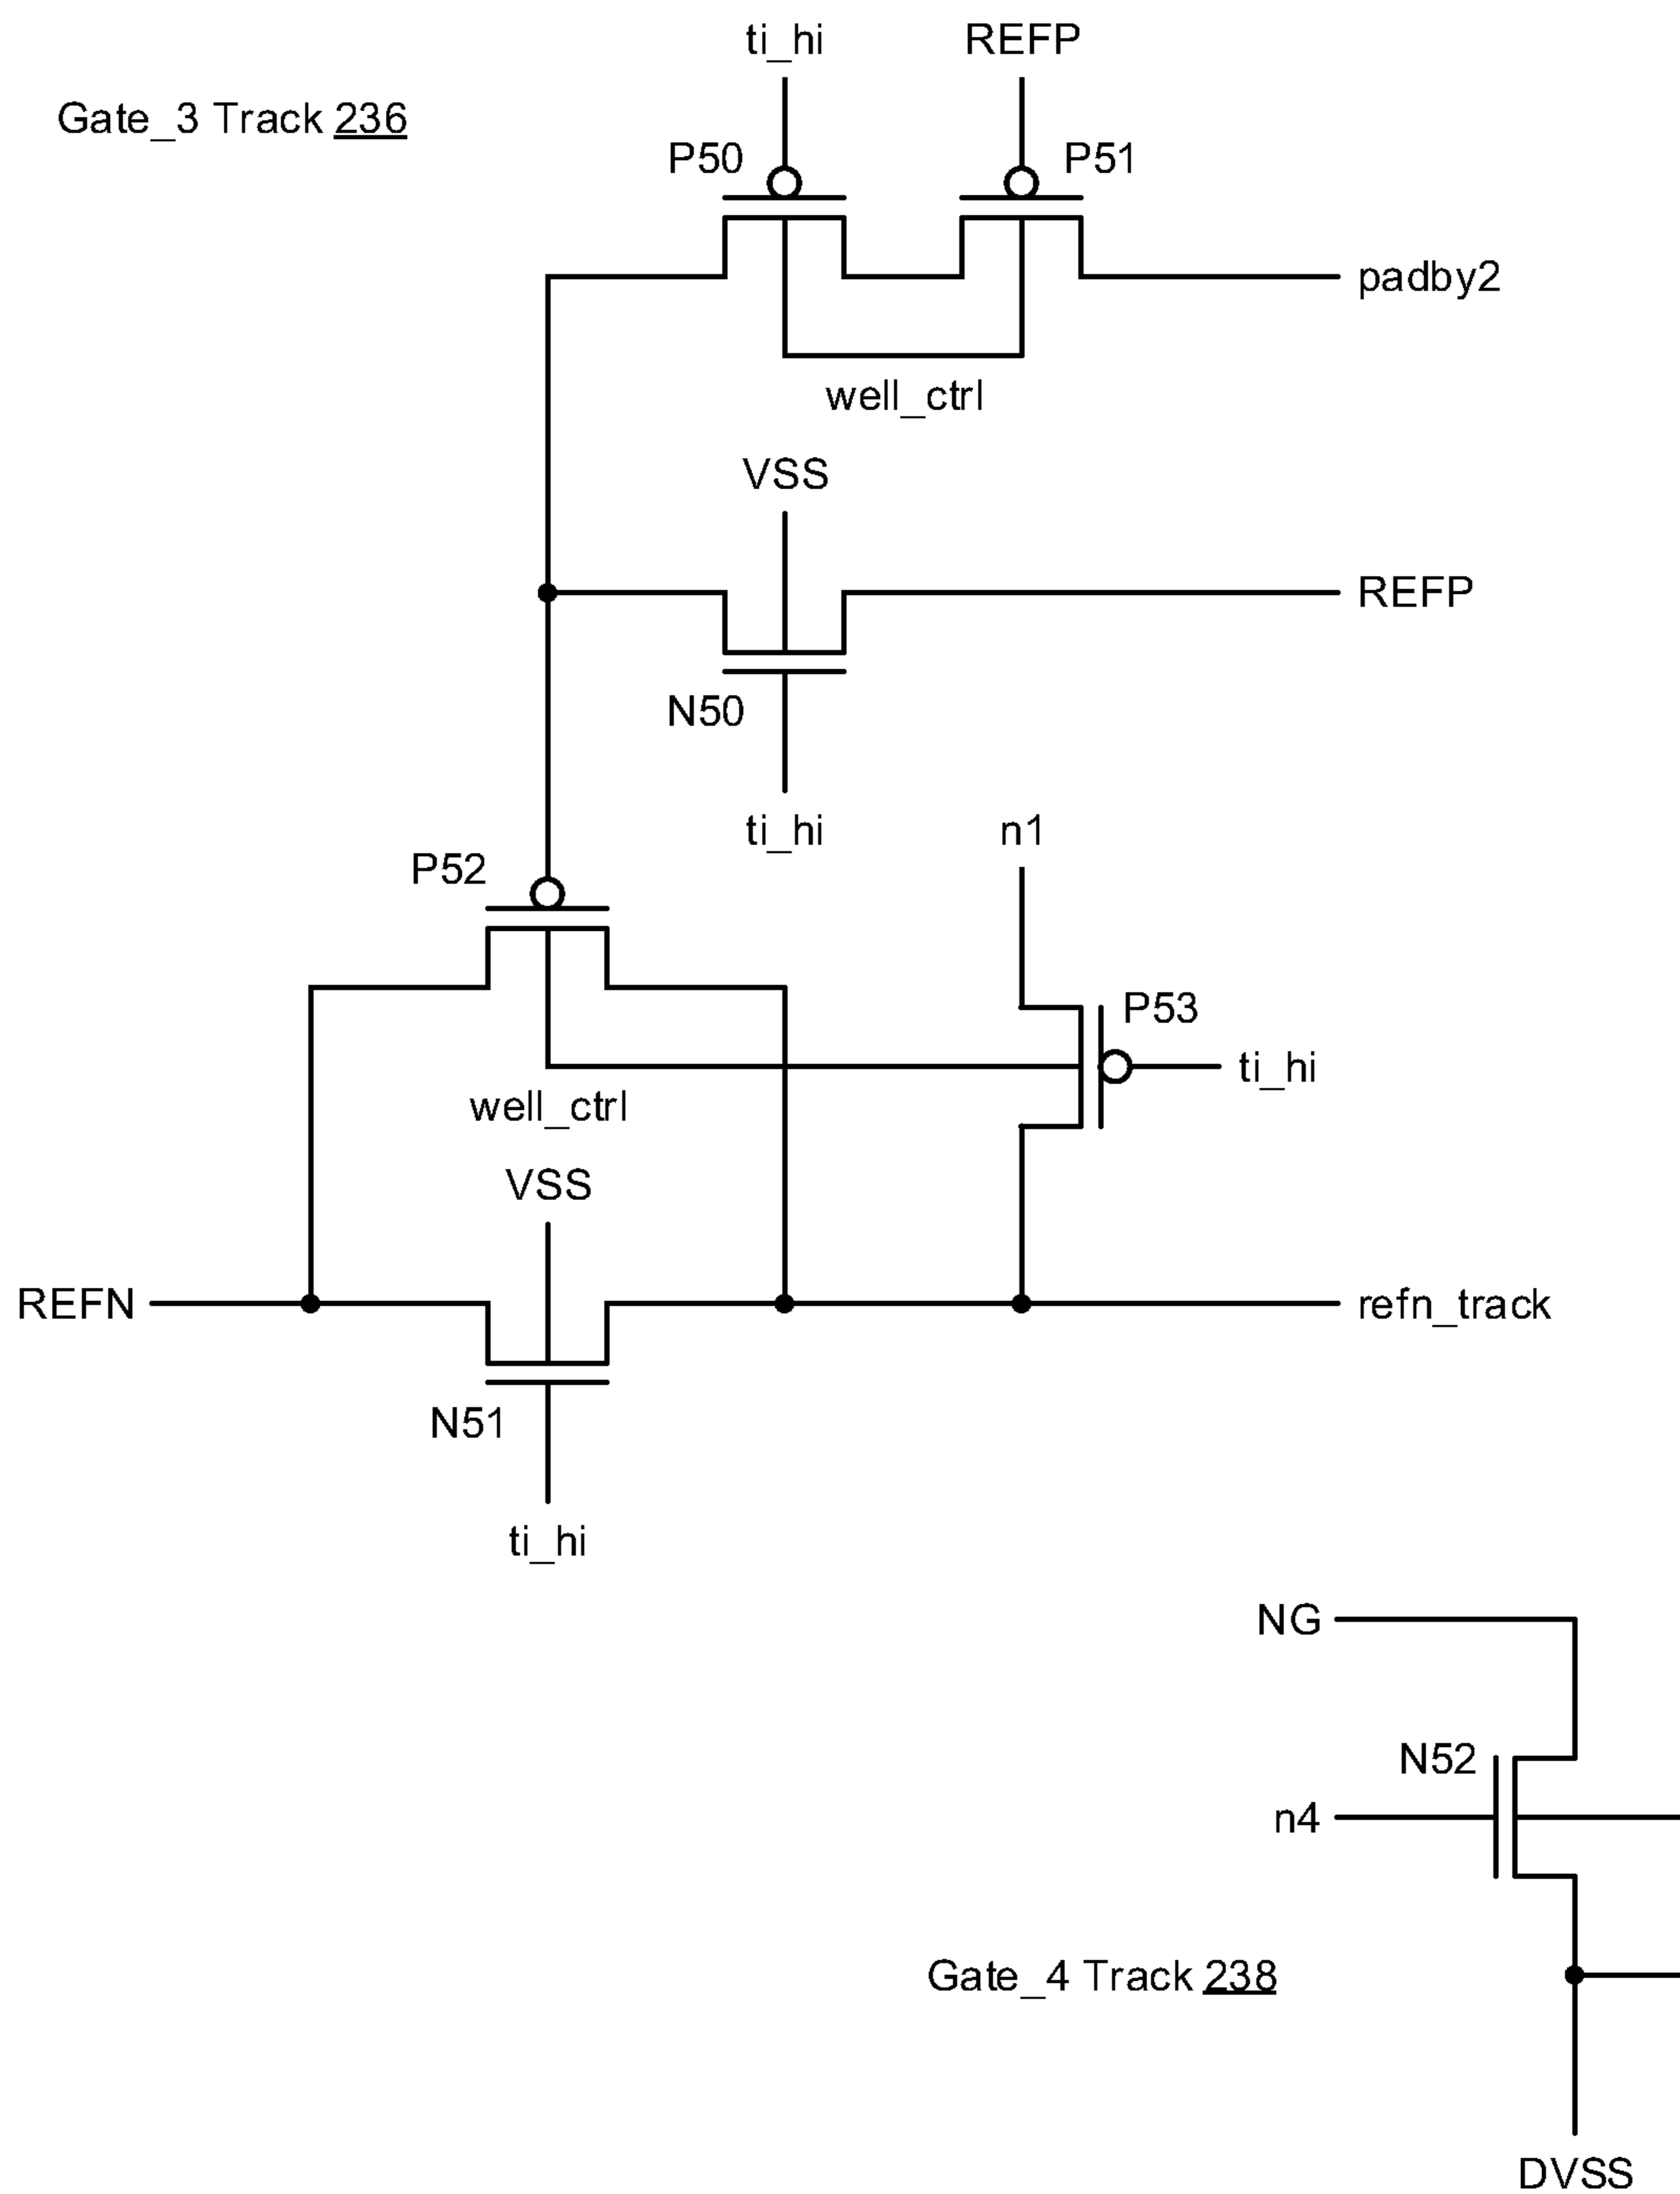 ti_hi REFP
Gate_3 Track 236
P50 P51
padby2
well_ctrl
VSS
REFP
N50
ti_hi n1
P52
P53
ti_hi
well_ctrl
VSS
REFN refn_track
N51
ti_hi
NG
N52
n4
Gate_4 Track 238
DVSS